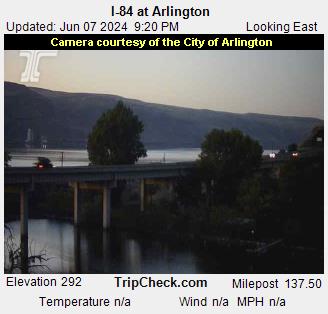 I-84 at Arlington
Updated: Jun 07 2024 9:20 PM Looking East
Camera courtesy of the City of Arlington
Elevation 292 TripCheck.com Milepost 137.50
Temperature n/a Wind n/a MPH n/a